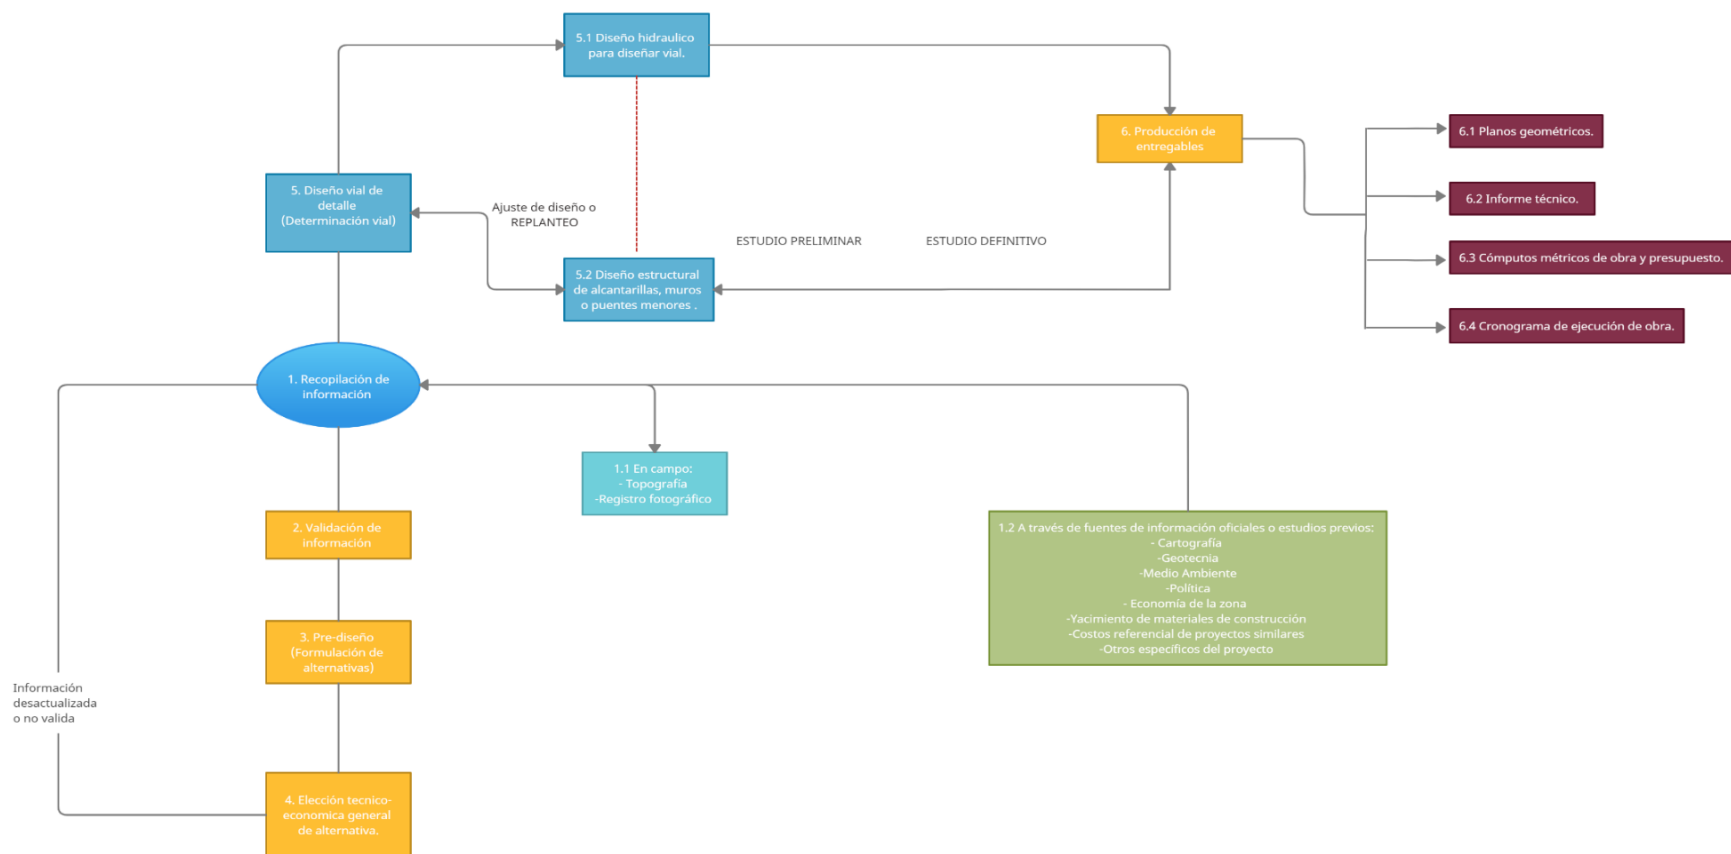 5.1 Diseño hidraulico
para diseñar vial.
6. Producción de
entregables
6.1 Planos geométricos.
6.2 Informe técnico.
6.3 Cómputos métricos de obra y presupuesto.
6.4 Cronograma de ejecución de obra.
5. Diseño vial de
detalle
(Determinación vial)
Ajuste de diseño o
REPLANTEO
ESTUDIO PRELIMINAR
ESTUDIO DEFINITIVO
5.2 Diseño estructural
de alcantarillas, muros
o puentes menores .
1. Recopilación de
información
1.1 En campo:
- Topografía
-Registro fotográfico
1.2 A través de fuentes de información oficiales o estudios previos:
- Cartografía
-Geotecnia
-Medio Ambiente
-Política
- Economía de la zona
-Yacimiento de materiales de construcción
-Costos referencial de proyectos similares
-Otros específicos del proyecto
2. Validación de
información
3. Pre-diseño
(Formulación de
alternativas)
Información
desactualizada
o no valida
4. Elección tecnico-
economica general
de alternativa.